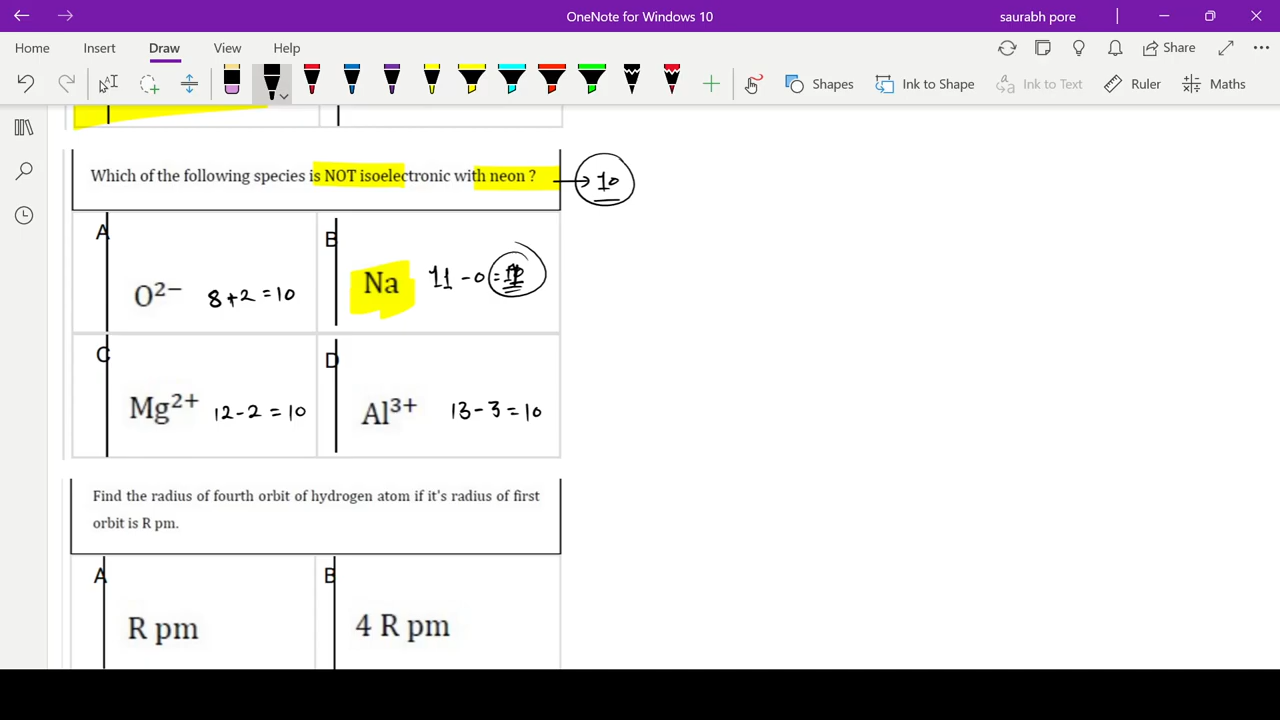 OneNote for Windows 10
saurabh pore
Home Insert Draw View Help
Share
Shapes Ink to Shape Ink to Text Ruler Maths
Which of the following species is NOT isoelectronic with neon ? → 10
A
O²⁻ 8+2 =10
B
Na 11 -0 =
C
Mg²⁺ 12-2 =10
D
Al³⁺ 13-3=10
Find the radius of fourth orbit of hydrogen atom if it's radius of first
orbit is R pm.
A
R pm
B
4 R pm